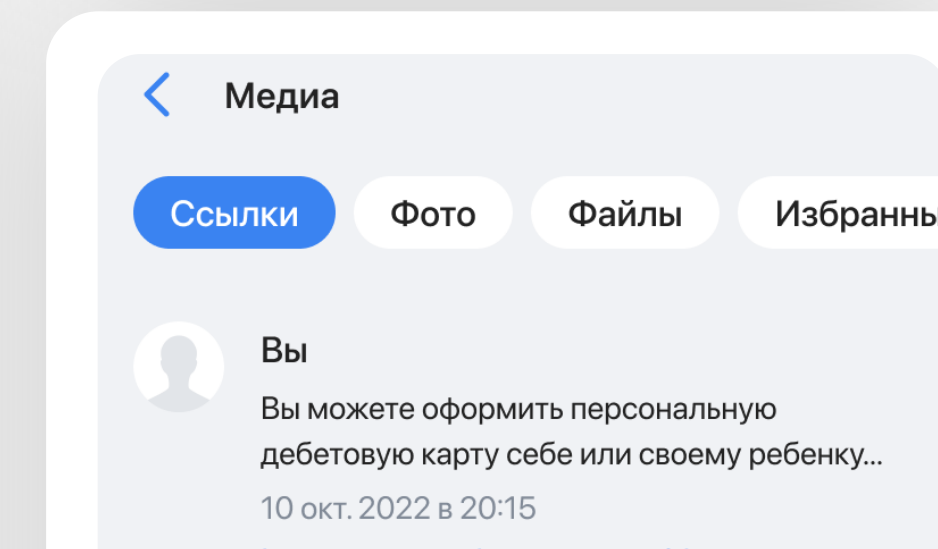 Медиа
Ссылки Фото Файлы Избранны
Вы
Вы можете оформить персональную
дебетовую карту себе или своему ребенку...
10 окт. 2022 в 20:15